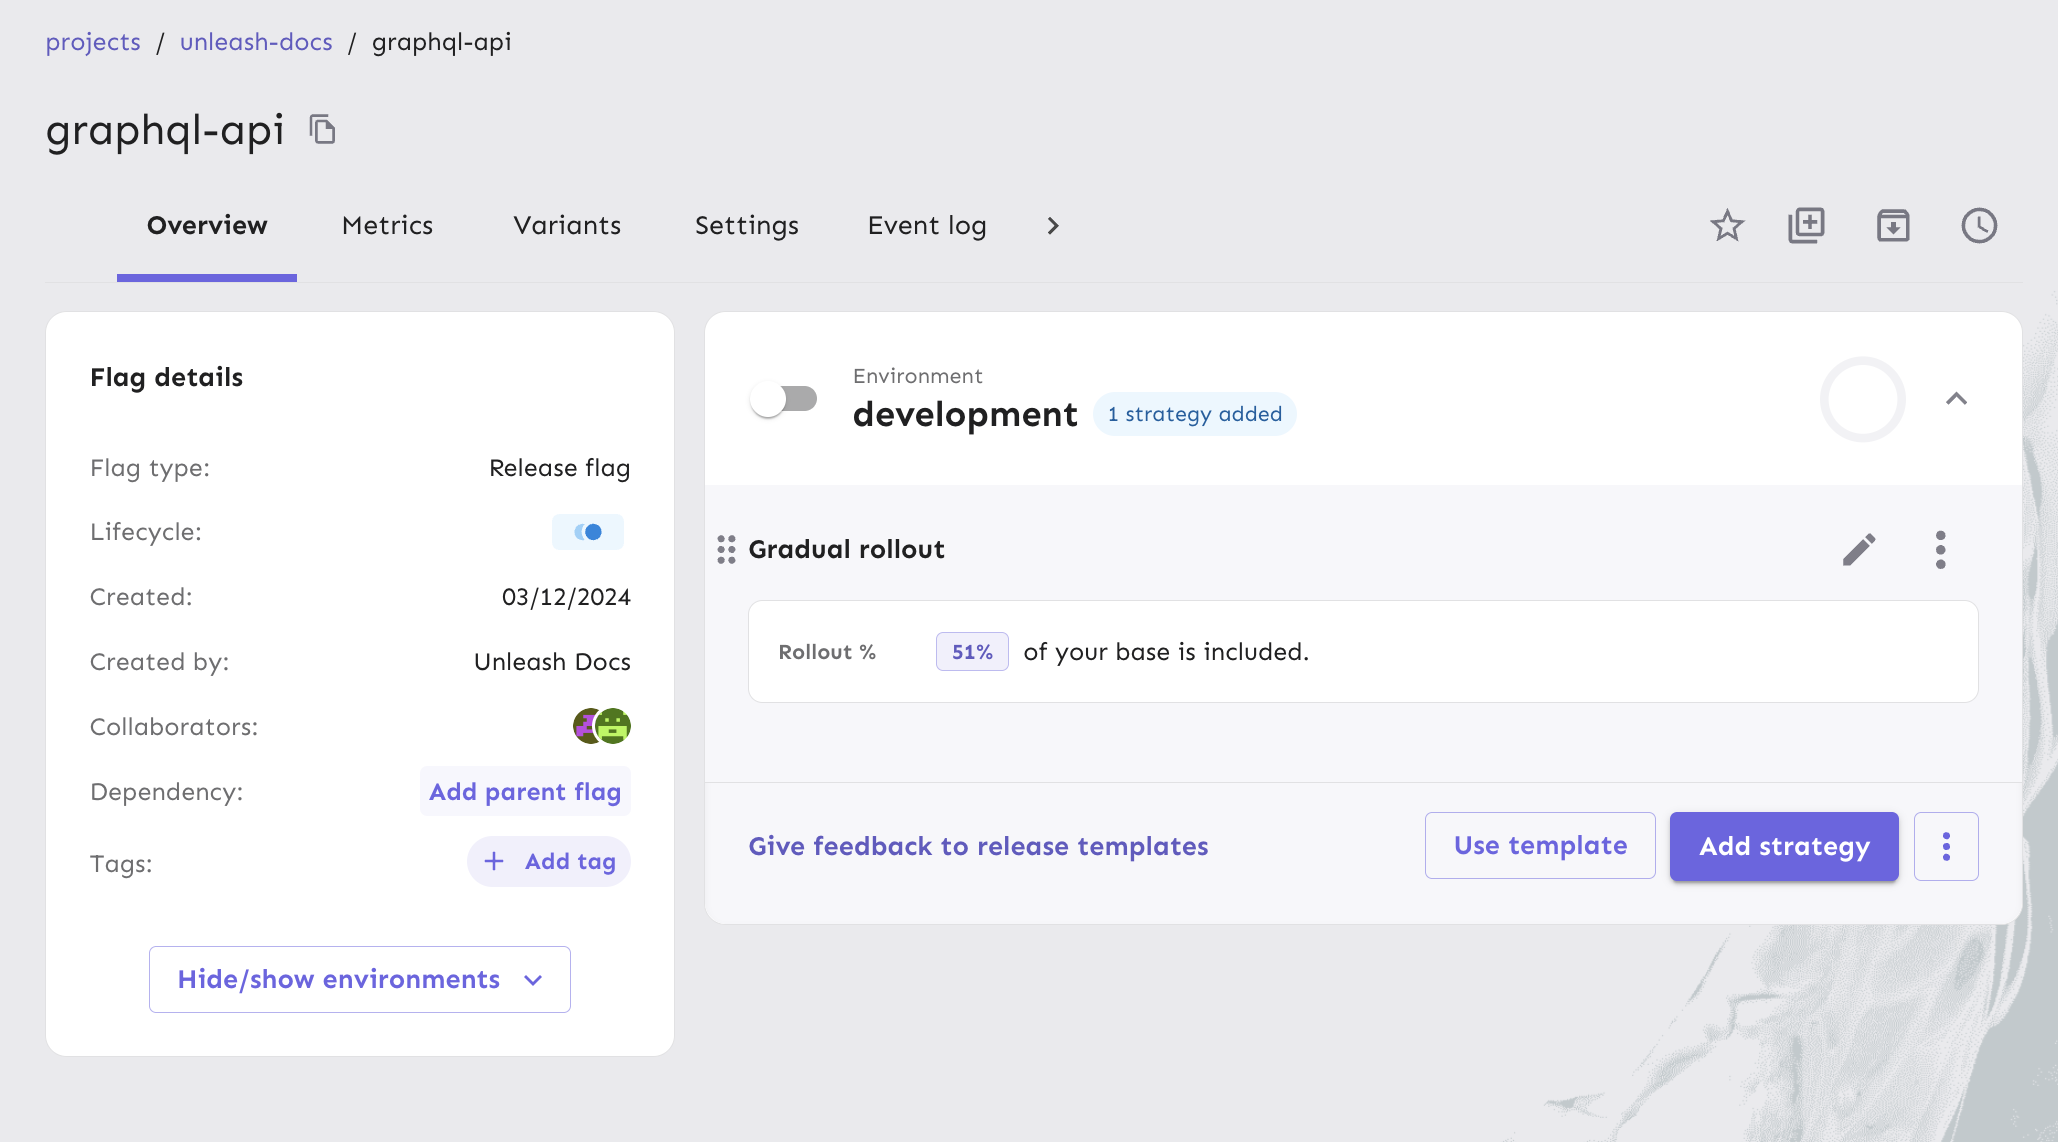 projects / unleash-docs / graphql-api
graphql-api
Overview
Metrics
Variants
Settings
Event log
Flag details
Flag type:
Release flag
Lifecycle:
Created:
03/12/2024
Created by:
Unleash Docs
Collaborators:
Dependency:
Add parent flag
Tags:
+ Add tag
Hide/show environments
Environment
development
1 strategy added
Gradual rollout
Rollout %
51% of your base is included.
Give feedback to release templates
Use template
Add strategy